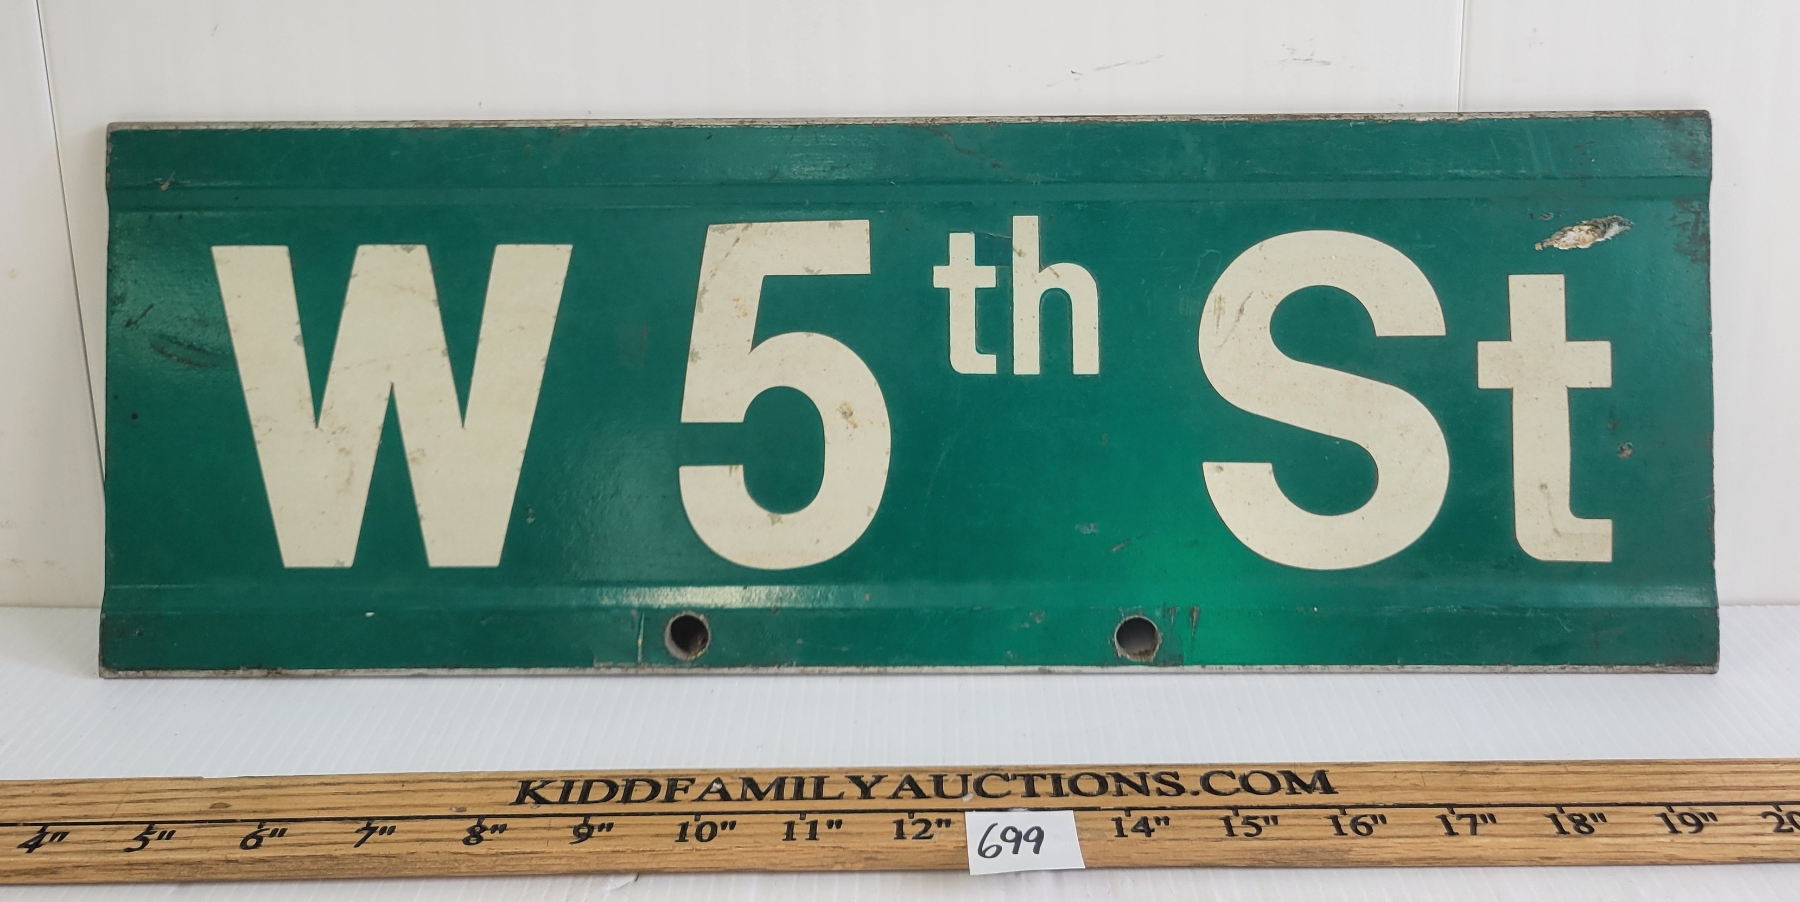 W 5th St
KIDDFAMILYAUCTIONS.COM
4" 5" 6" 7" 8" 9" 10" 11" 12" 699 14" 15" 16" 17" 18" 19" 20